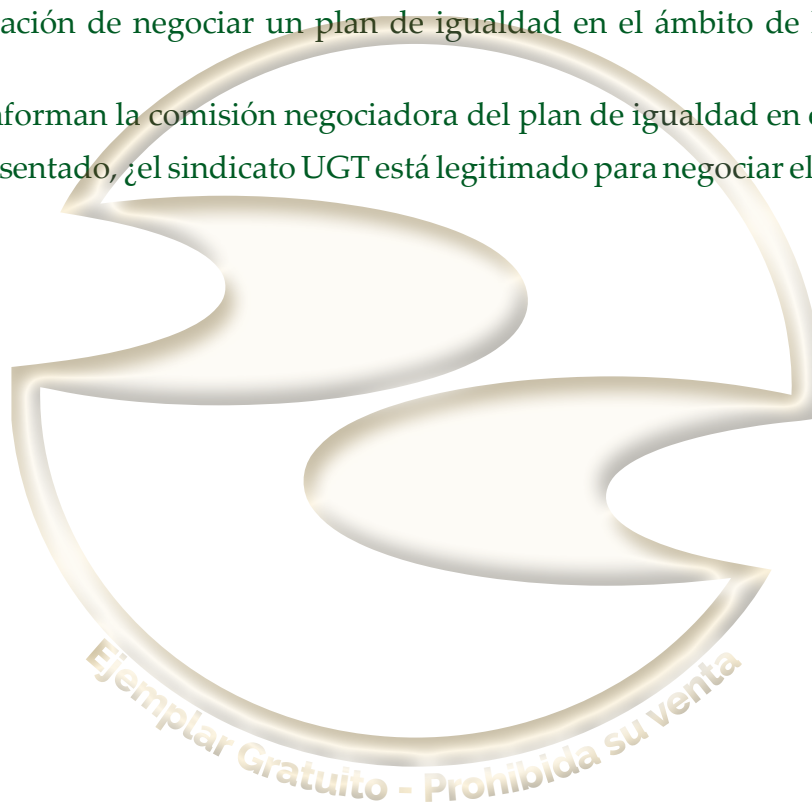 ación de negociar un plan de igualdad en el ámbito de
forman la comisión negociadora del plan de igualdad en
sentado, ¿el sindicato UGT está legitimado para negociar el
Ejemplar Gratuito - Prohibida su venta